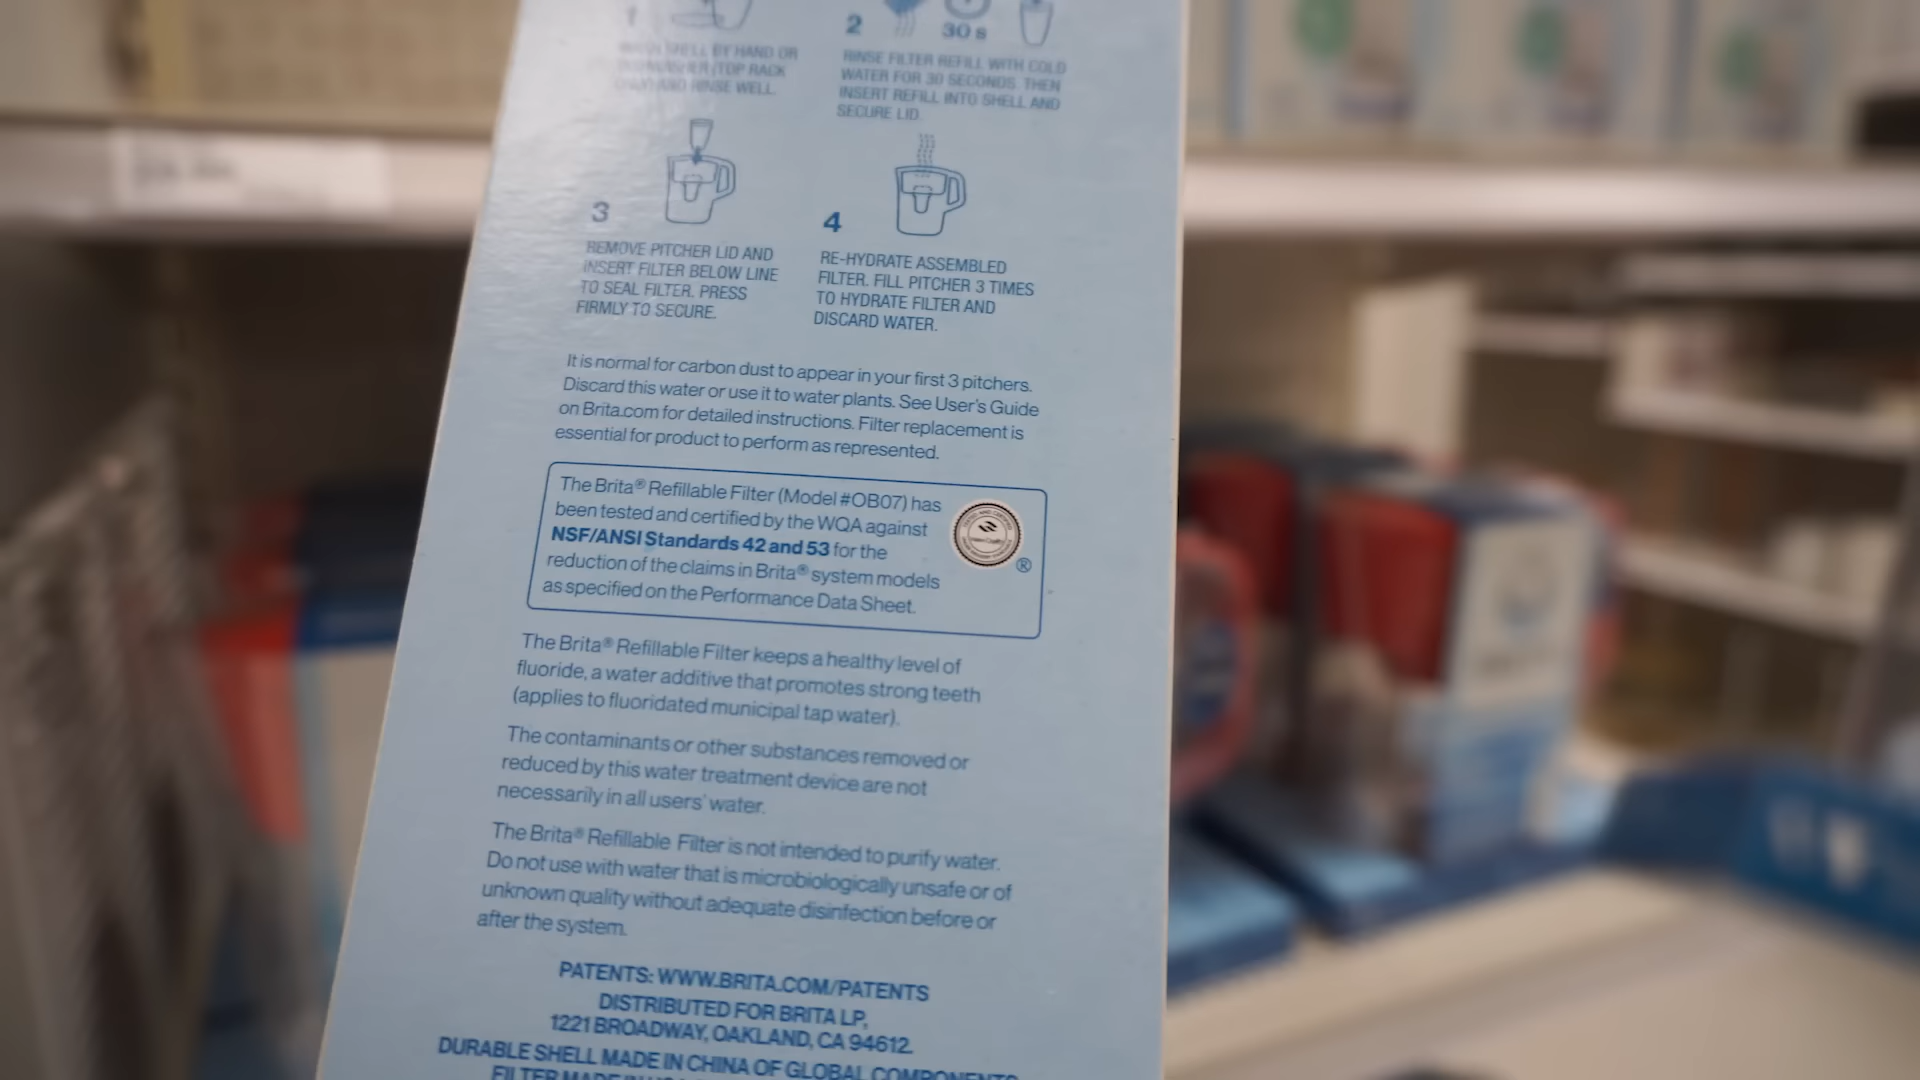 1
2
30 s
WASH SHELL BY HAND OR
DISHWASHER (TOP RACK
ONLY) AND RINSE WELL.
RINSE FILTER REFILL WITH COLD
WATER FOR 30 SECONDS. THEN
INSERT REFILL INTO SHELL AND
SECURE LID.
3
4
REMOVE PITCHER LID AND
INSERT FILTER BELOW LINE
TO SEAL FILTER. PRESS
FIRMLY TO SECURE.
RE-HYDRATE ASSEMBLED
FILTER. FILL PITCHER 3 TIMES
TO HYDRATE FILTER AND
DISCARD WATER.
It is normal for carbon dust to appear in your first 3 pitchers.
Discard this water or use it to water plants. See User's Guide
on Brita.com for detailed instructions. Filter replacement is
essential for product to perform as represented.
The Brita® Refillable Filter (Model #OB07) has
been tested and certified by the WQA against
NSF/ANSI Standards 42 and 53 for the
reduction of the claims in Brita® system models
as specified on the Performance Data Sheet.
®
The Brita® Refillable Filter keeps a healthy level of
fluoride, a water additive that promotes strong teeth
(applies to fluoridated municipal tap water).
The contaminants or other substances removed or
reduced by this water treatment device are not
necessarily in all users' water.
The Brita® Refillable Filter is not intended to purify water.
Do not use with water that is microbiologically unsafe or of
unknown quality without adequate disinfection before or
after the system.
PATENTS: WWW.BRITA.COM/PATENTS
DISTRIBUTED FOR BRITA LP,
1221 BROADWAY, OAKLAND, CA 94612.
DURABLE SHELL MADE IN CHINA OF GLOBAL COMPONENTS
FILTER MADE IN